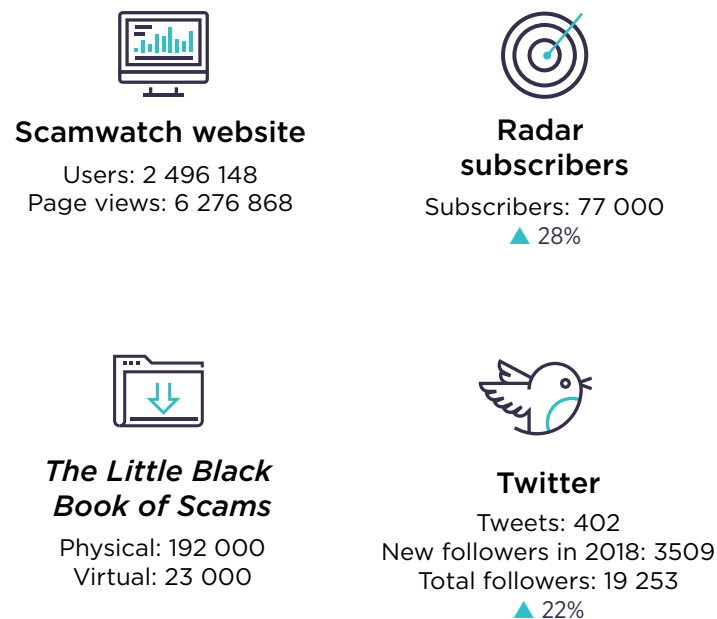 Scamwatch website
Users: 2 496 148
Page views: 6 276 868
Radar
subscribers
Subscribers: 77 000
▲ 28%
The Little Black
Book of Scams
Physical: 192 000
Virtual: 23 000
Twitter
Tweets: 402
New followers in 2018: 3509
Total followers: 19 253
▲ 22%